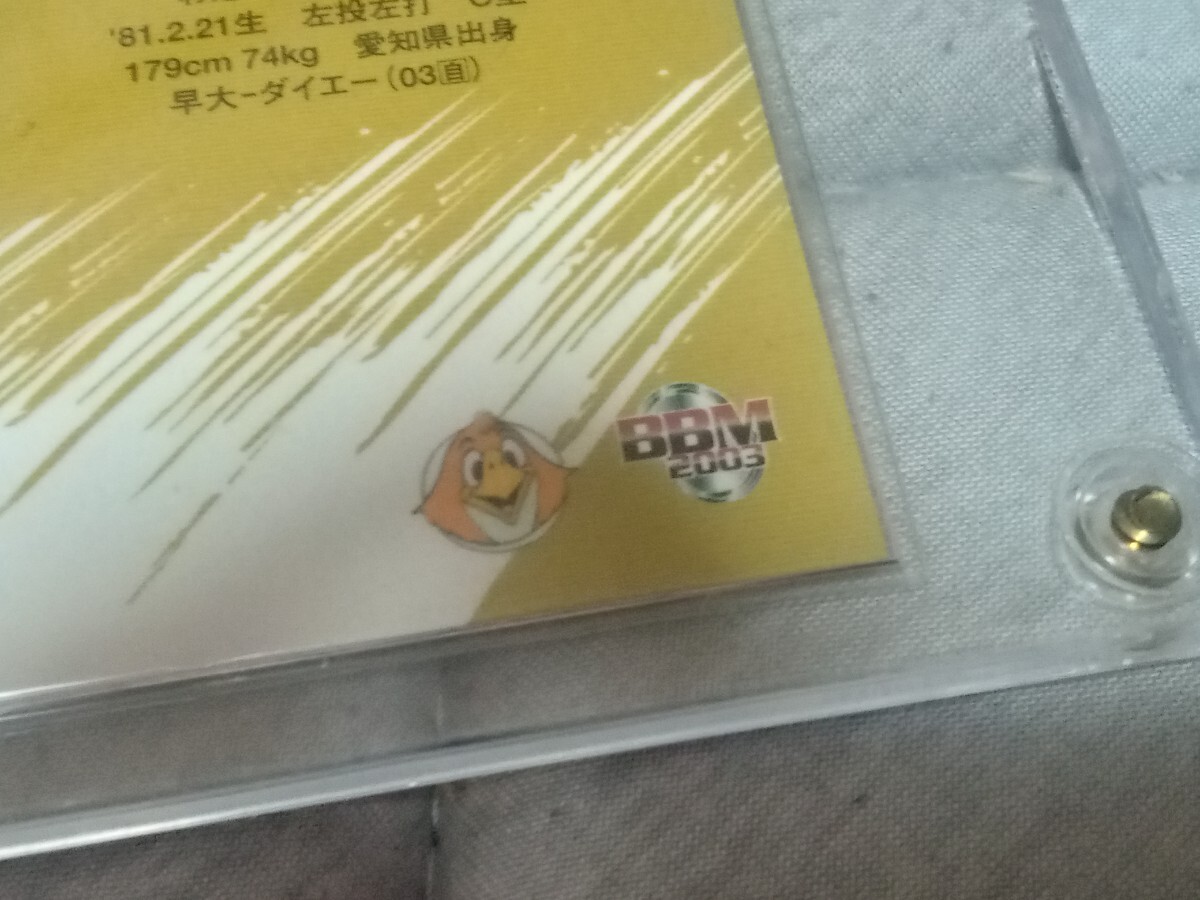 '81.2.21生 左投左打
179cm 74kg 愛知県出身
早大-ダイエー(03自)
BBM
2003